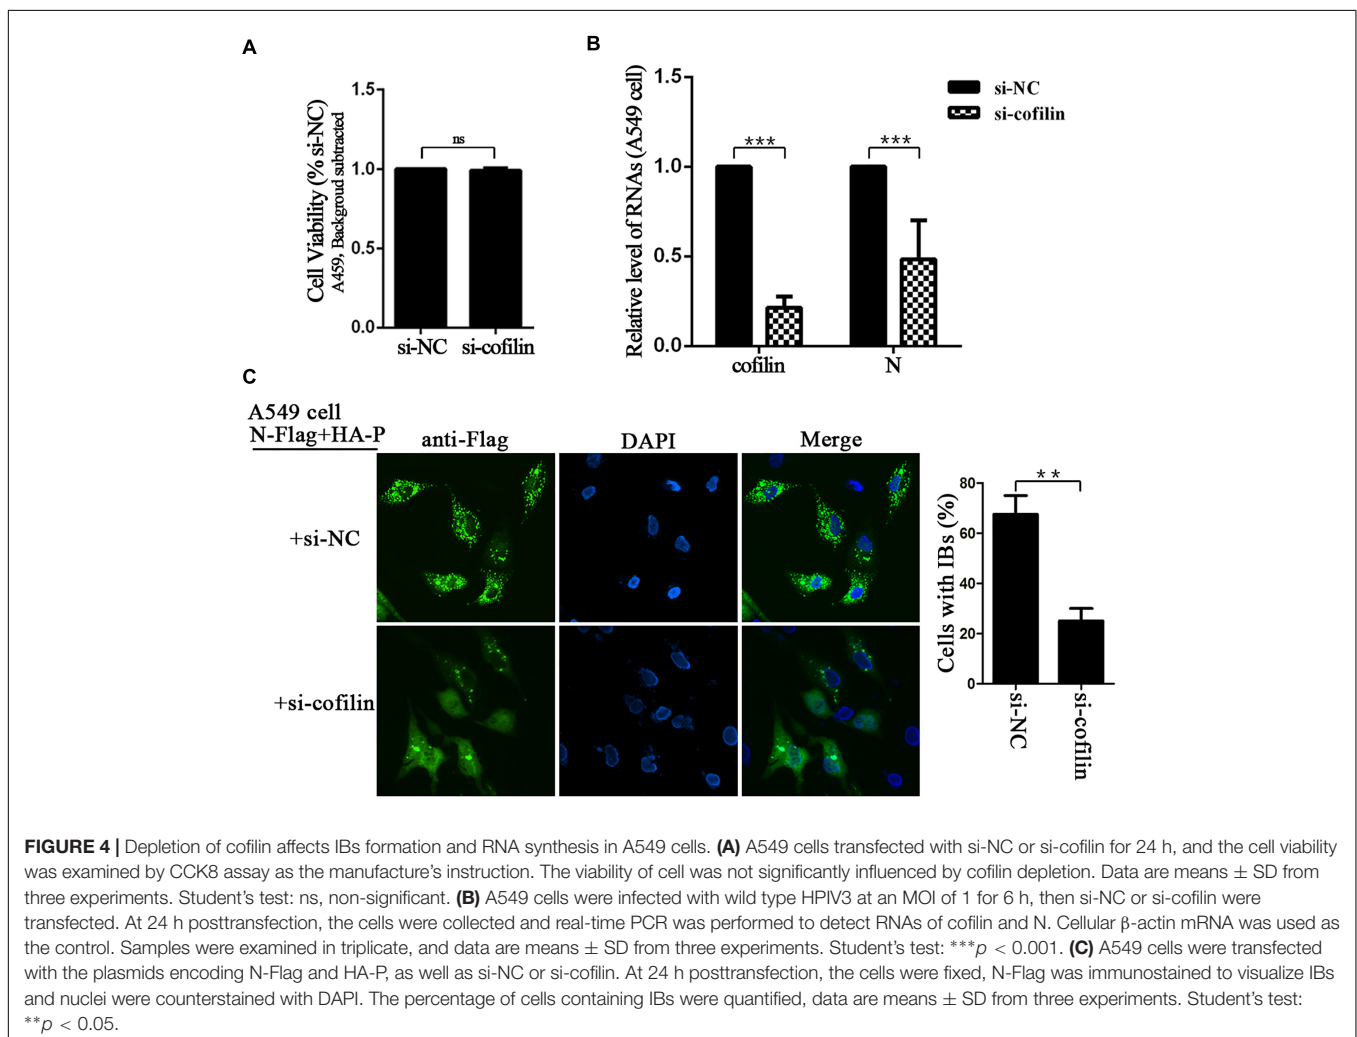 A
Cell Viability (% si-NC)
A459, Backgroud subtracted
1.5
1.0
0.5
0.0
ns
si-NC
si-cofilin
B
Relative level of RNAs (A549 cell)
1.5
1.0
0.5
0.0
***
***
cofilin
N
si-NC
si-cofilin
C
A549 cell
N-Flag+HA-P
anti-Flag
DAPI
Merge
+si-NC
+si-cofilin
Cells with IBs (%)
80
60
40
20
0
**
si-NC
si-cofilin
FIGURE 4 | Depletion of cofilin affects IBs formation and RNA synthesis in A549 cells. (A) A549 cells transfected with si-NC or si-cofilin for 24 h, and the cell viability
was examined by CCK8 assay as the manufacture's instruction. The viability of cell was not significantly influenced by cofilin depletion. Data are means ± SD from
three experiments. Student's test: ns, non-significant. (B) A549 cells were infected with wild type HPIV3 at an MOI of 1 for 6 h, then si-NC or si-cofilin were
transfected. At 24 h posttransfection, the cells were collected and real-time PCR was performed to detect RNAs of cofilin and N. Cellular β-actin mRNA was used as
the control. Samples were examined in triplicate, and data are means ± SD from three experiments. Student's test: ***p < 0.001. (C) A549 cells were transfected
with the plasmids encoding N-Flag and HA-P, as well as si-NC or si-cofilin. At 24 h posttransfection, the cells were fixed, N-Flag was immunostained to visualize IBs
and nuclei were counterstained with DAPI. The percentage of cells containing IBs were quantified, data are means ± SD from three experiments. Student's test:
**p < 0.05.